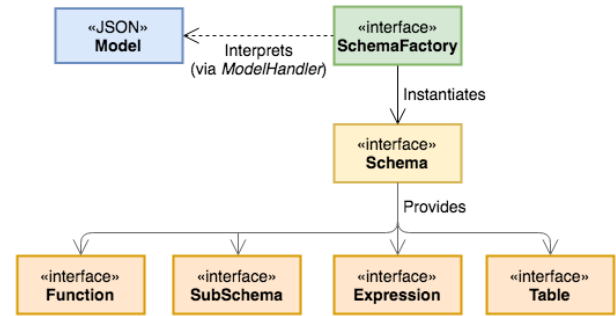 «JSON»
Model
Interprets
(via ModelHandler)
«interface»
SchemaFactory
Instantiates
«interface»
Schema
Provides
«interface»
Function
«interface»
SubSchema
«interface»
Expression
«interface»
Table